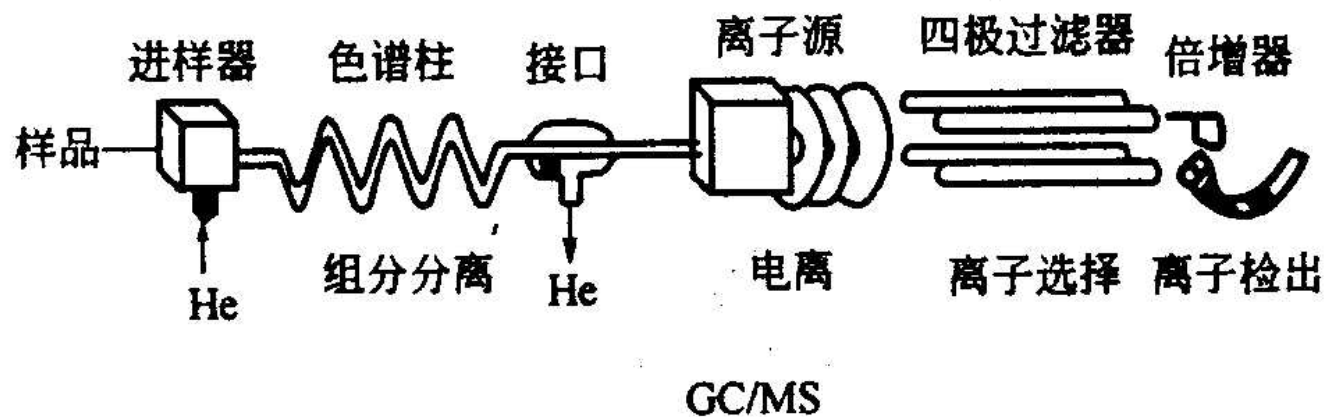 进样器 色谱柱 接口 离子源 四极过滤器 倍增器
样品
He 组分分离 He 电离 离子选择 离子检出
GC/MS